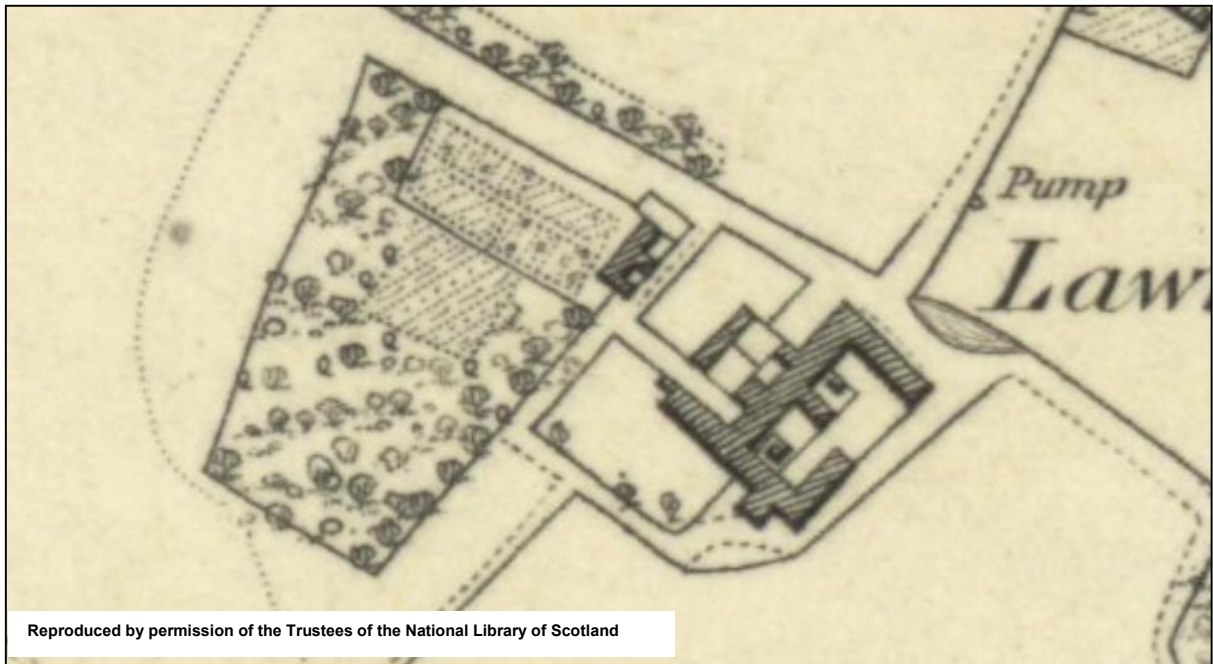 Pump
Law
Reproduced by permission of the Trustees of the National Library of Scotland